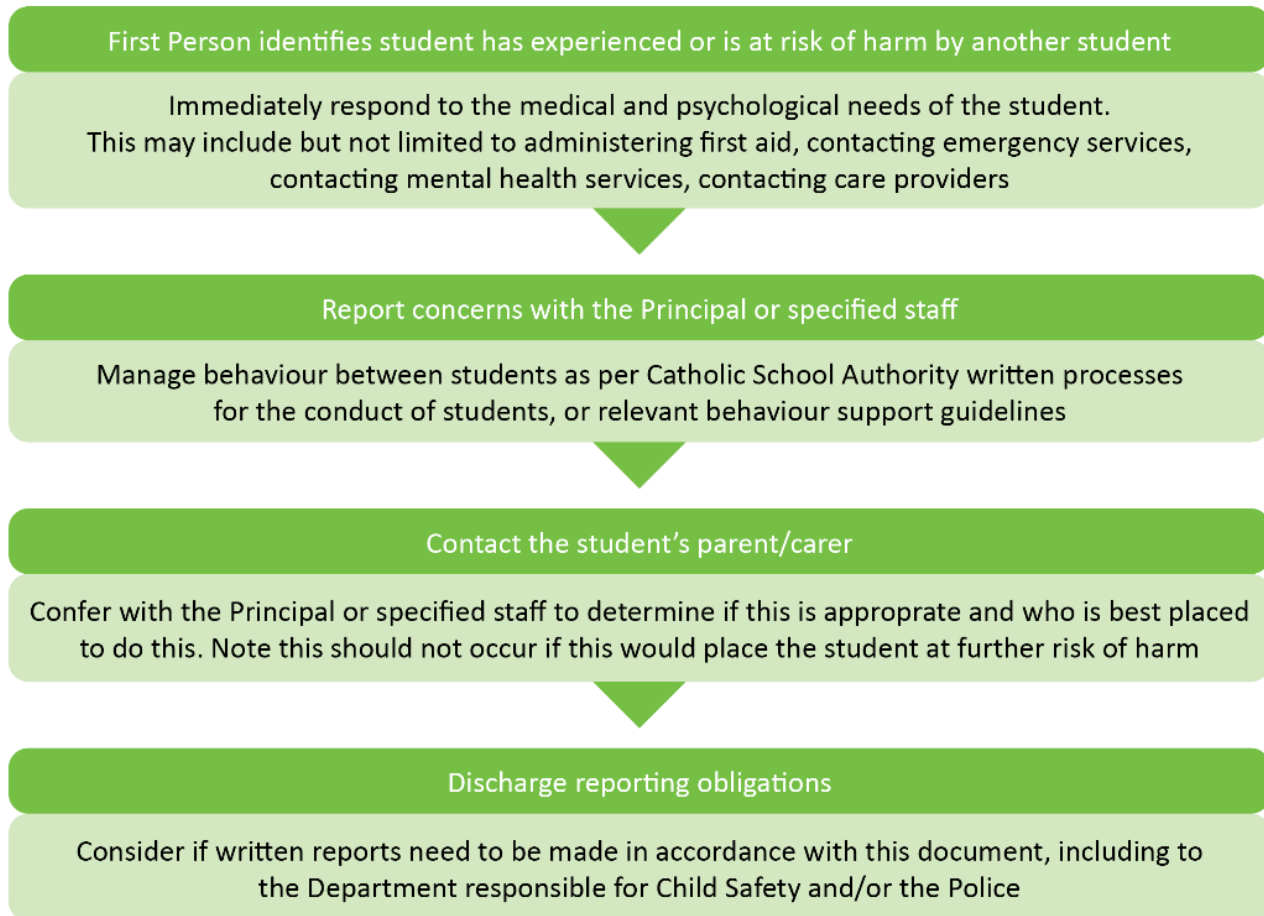 First Person identifies student has experienced or is at risk of harm by another student
Immediately respond to the medical and psychological needs of the student.
This may include but not limited to administering first aid, contacting emergency services,
contacting mental health services, contacting care providers
Report concerns with the Principal or specified staff
Manage behaviour between students as per Catholic School Authority written processes
for the conduct of students, or relevant behaviour support guidelines
Contact the student’s parent/carer
Confer with the Principal or specified staff to determine if this is approprate and who is best placed
to do this. Note this should not occur if this would place the student at further risk of harm
Discharge reporting obligations
Consider if written reports need to be made in accordance with this document, including to
the Department responsible for Child Safety and/or the Police